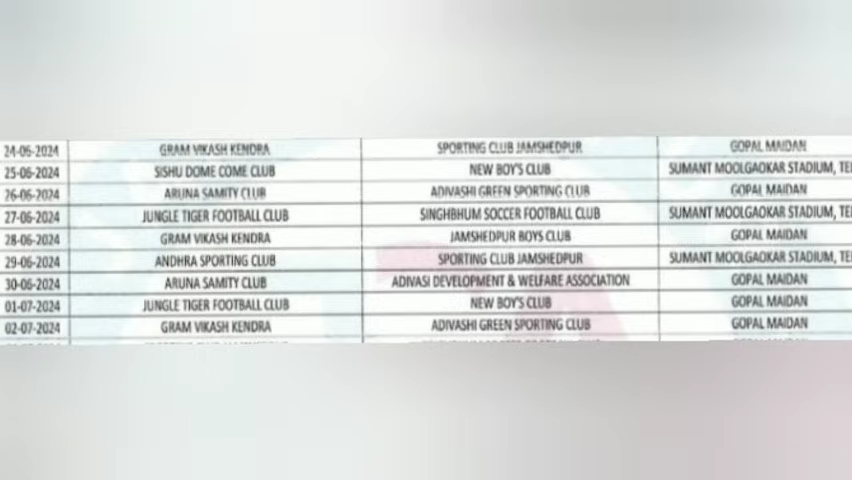 24-06-2024 GRAM VIKASH KENDRA SPORTING CLUB JAMSHEDPUR GOPAL MAIDAN
25-06-2024 SISHU DOME COME CLUB NEW BOY'S CLUB SUMANT MOOLGAOKAR STADIUM, TE
26-06-2024 ARUNA SAMITY CLUB ADIVASHI GREEN SPORTING CLUB GOPAL MAIDAN
27-06-2024 JUNGLE TIGER FOOTBALL CLUB SINGHBHUM SOCCER FOOTBALL CLUB SUMANT MOOLGAOKAR STADIUM, TE
28-06-2024 GRAM VIKASH KENDRA JAMSHEDPUR BOYS CLUB GOPAL MAIDAN
29-06-2024 ANDHRA SPORTING CLUB SPORTING CLUB JAMSHEDPUR SUMANT MOOLGAOKAR STADIUM, TE
30-06-2024 ARUNA SAMITY CLUB ADIVASI DEVELOPMENT & WELFARE ASSOCIATION GOPAL MAIDAN
01-07-2024 JUNGLE TIGER FOOTBALL CLUB NEW BOY'S CLUB GOPAL MAIDAN
02-07-2024 GRAM VIKASH KENDRA ADIVASHI GREEN SPORTING CLUB GOPAL MAIDAN